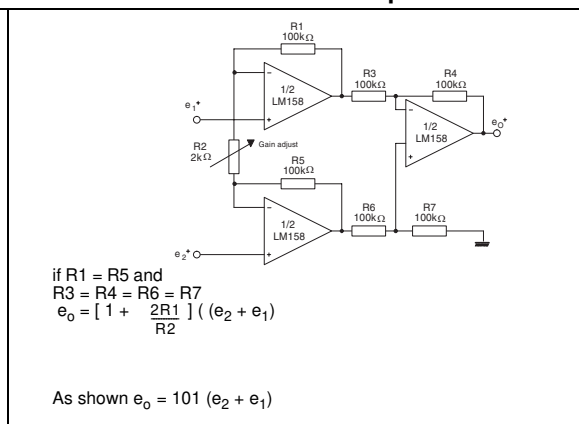 R1
100kΩ
R3
100kΩ
R4
100kΩ
1/2
LM158
e1+
eO+
1/2
LM158
R2
2kΩ
Gain adjust
R5
100kΩ
R6
100kΩ
R7
100kΩ
1/2
LM158
e2+
if R1 = R5 and
R3 = R4 = R6 = R7
eo = [ 1 + 2R1/R2 ] ( (e2 + e1)
As shown eo = 101 (e2 + e1)